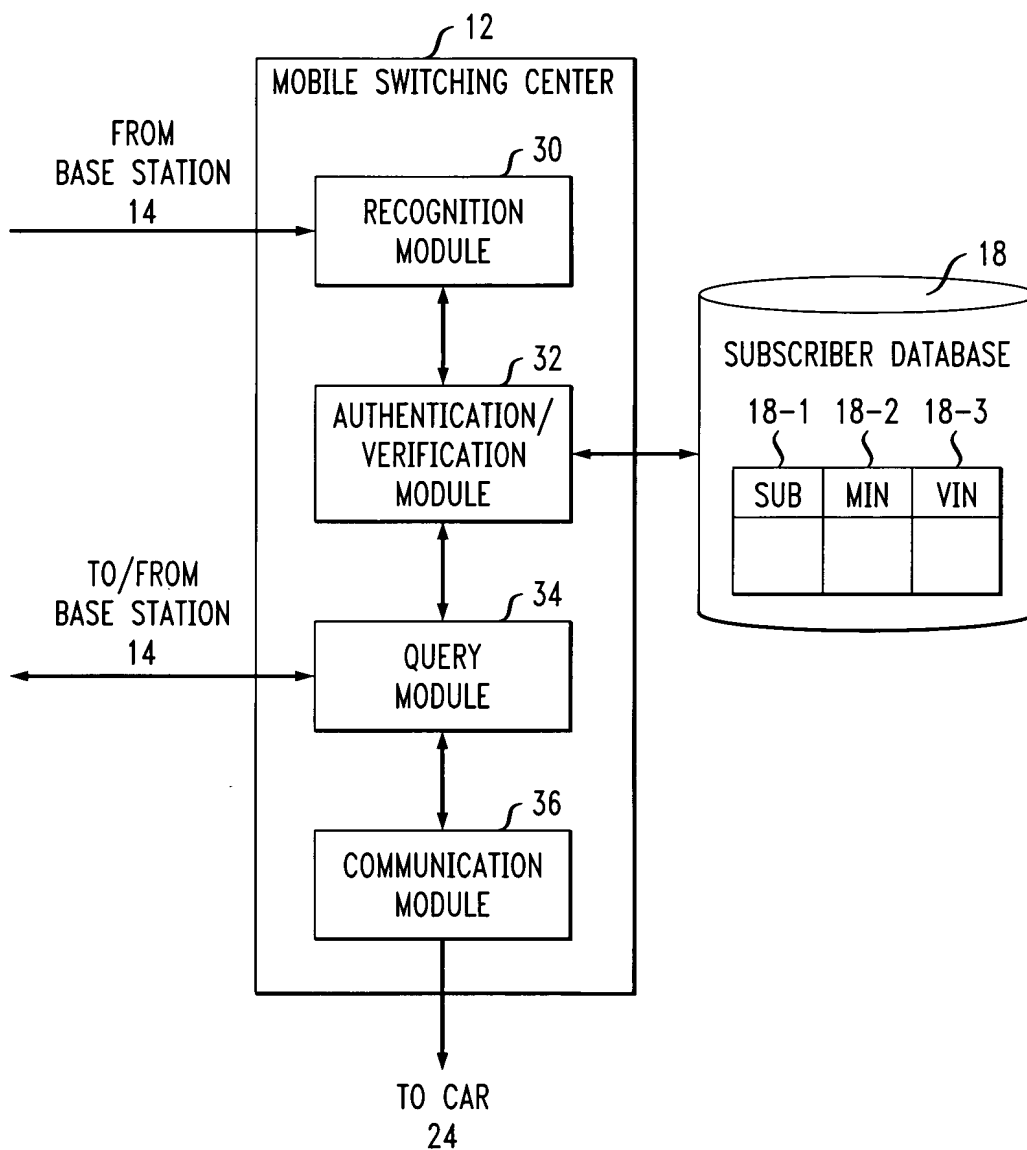 12
MOBILE SWITCHING CENTER
FROM
BASE STATION
14
30
RECOGNITION
MODULE
18
SUBSCRIBER DATABASE
18-1 18-2 18-3
SUB MIN VIN
32
AUTHENTICATION/
VERIFICATION
MODULE
TO/FROM
BASE STATION
14
34
QUERY
MODULE
36
COMMUNICATION
MODULE
TO CAR
24